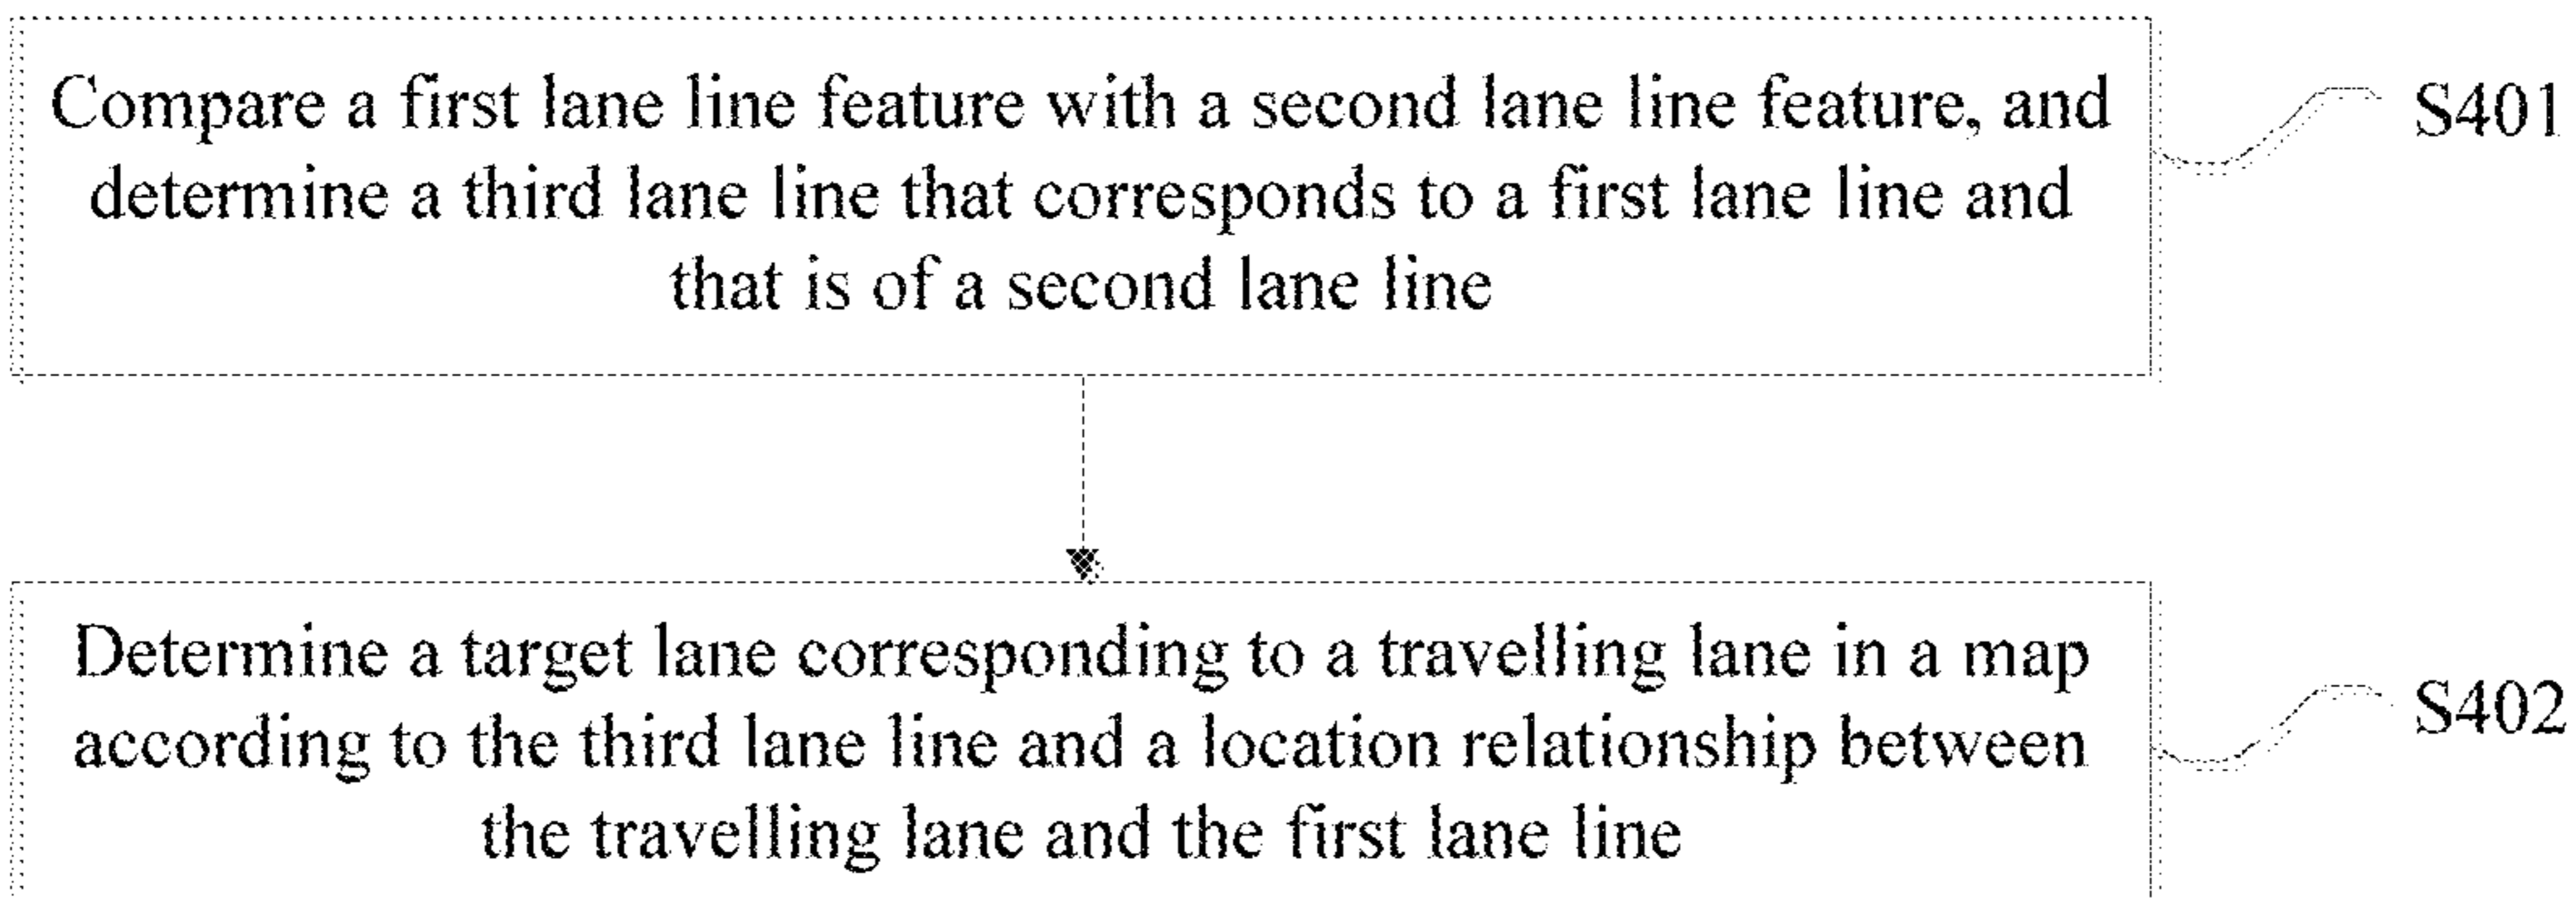 Compare a first lane line feature with a second lane line feature, and
determine a third lane line that corresponds to a first lane line and
that is of a second lane line
S401
Determine a target lane corresponding to a travelling lane in a map
according to the third lane line and a location relationship between
the travelling lane and the first lane line
S402